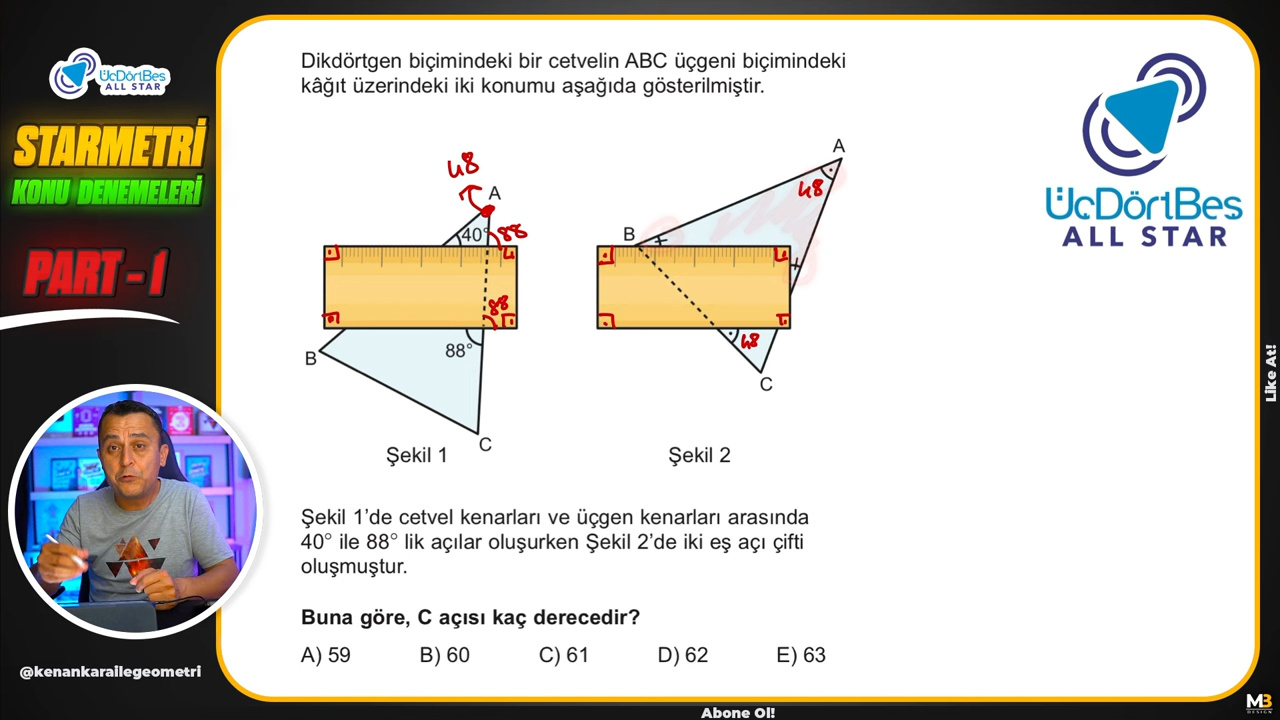 ÜçDörtBes
ALL STAR
STARMETRİ
KONU DENEMELERİ
PART - 1
@kenankarailegeometri
Dikdörtgen biçimindeki bir cetvelin ABC üçgeni biçimindeki
kâğıt üzerindeki iki konumu aşağıda gösterilmiştir.
48
A
40°
88
88
88°
B
C
Şekil 1
A
48
B
48
C
Şekil 2
Şekil 1’de cetvel kenarları ve üçgen kenarları arasında
40° ile 88° lik açılar oluşurken Şekil 2’de iki eş açı çifti
oluşmuştur.
Buna göre, C açısı kaç derecedir?
A) 59 B) 60 C) 61 D) 62 E) 63
ÜçDörtBes
ALL STAR
Like At!
Abone Ol!
MB
DESIGN